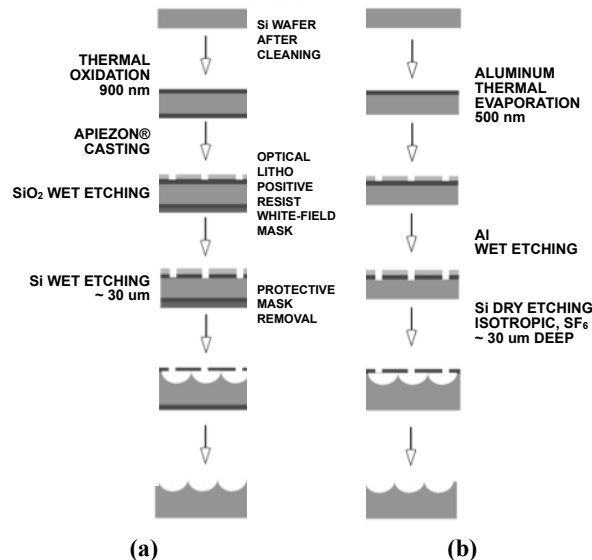 Si WAFER
AFTER
CLEANING
THERMAL
OXIDATION
900 nm
ALUMINUM
THERMAL
EVAPORATION
500 nm
APIEZON®
CASTING
OPTICAL
LITHO
POSITIVE
RESIST
WHITE-FIELD
MASK
SiO₂ WET ETCHING
Al
WET ETCHING
Si WET ETCHING
~ 30 um
PROTECTIVE
MASK
REMOVAL
Si DRY ETCHING
ISOTROPIC, SF₆
~ 30 um DEEP
(a)
(b)